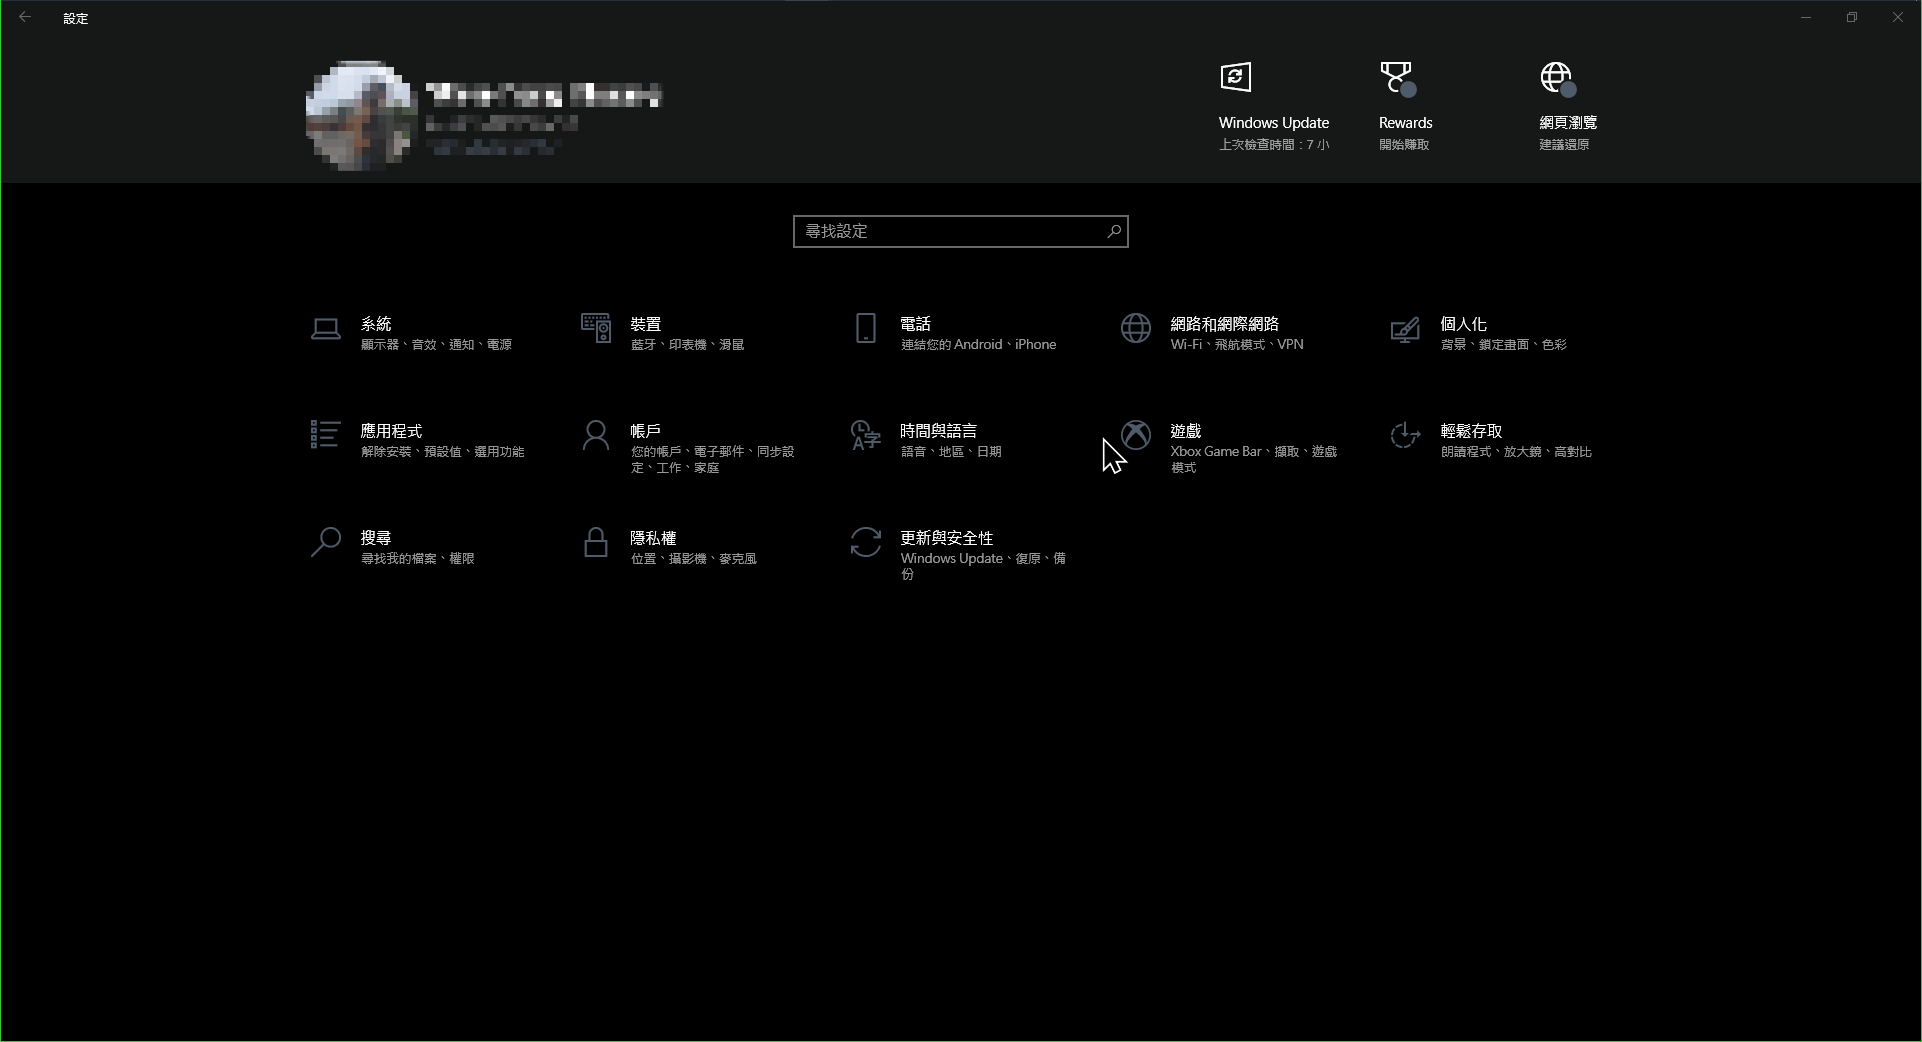 設定
Windows Update
上次檢查時間：7 小
Rewards
開始賺取
網頁瀏覽
建議還原
尋找設定
系統
顯示器、音效、通知、電源
裝置
藍牙、印表機、滑鼠
電話
連結您的 Android、iPhone
網路和網際網路
Wi-Fi、飛航模式、VPN
個人化
背景、鎖定畫面、色彩
應用程式
解除安裝、預設值、選用功能
帳戶
您的帳戶、電子郵件、同步設
定、工作、家庭
時間與語言
語音、地區、日期
遊戲
Xbox Game Bar、擷取、遊戲
模式
輕鬆存取
朗讀程式、放大鏡、高對比
搜尋
尋找我的檔案、權限
隱私權
位置、攝影機、麥克風
更新與安全性
Windows Update、復原、備
份